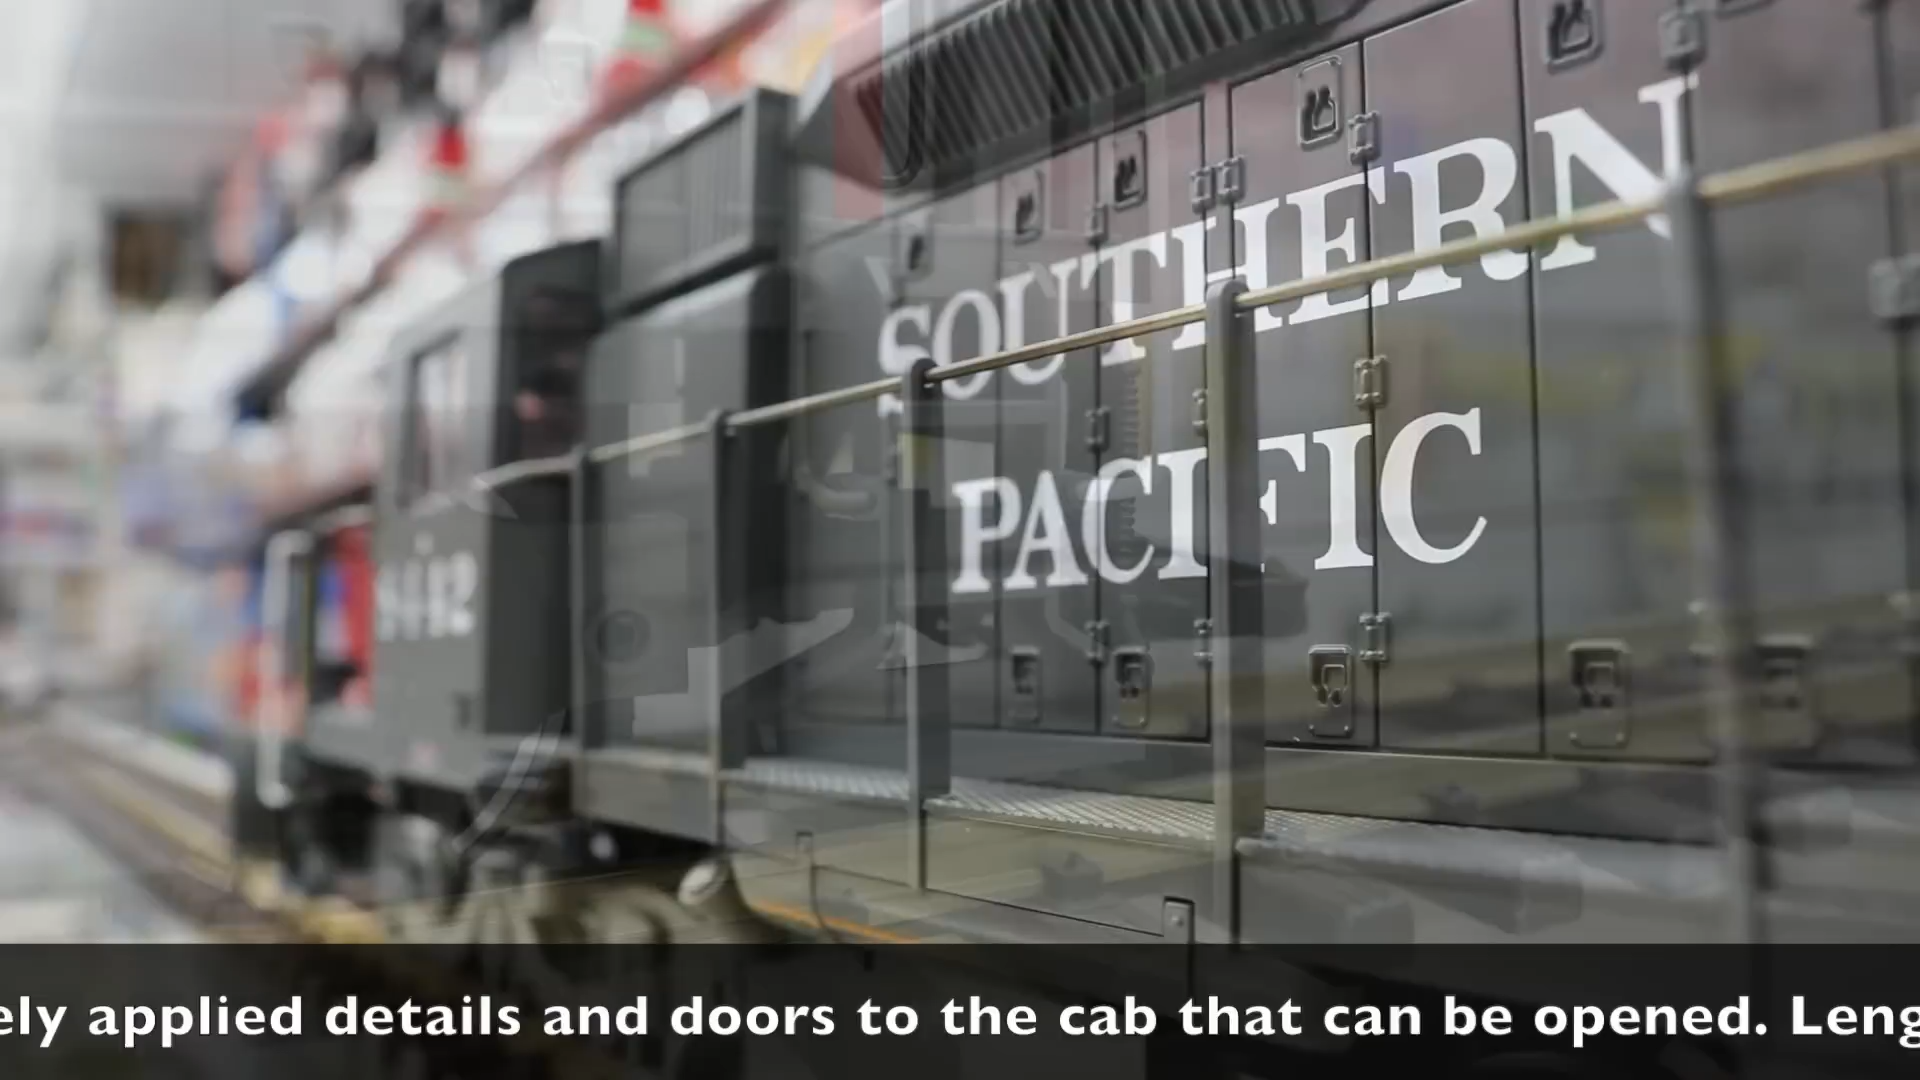 SOUTHERN
PACIFIC
ely applied details and doors to the cab that can be opened. Leng